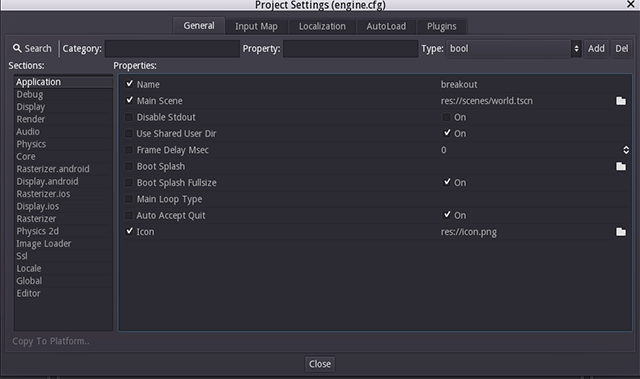 Project Settings (engine.cfg)
General Input Map Localization AutoLoad Plugins
Search Category: Property: Type: bool Add Del
Sections: Properties:
Application
Debug
Display
Render
Audio
Physics
Core
Rasterizer.android
Display.android
Rasterizer.ios
Display.ios
Rasterizer
Physics 2d
Image Loader
Ssl
Locale
Global
Editor
Name breakout
Main Scene res://scenes/world.tscn
Disable Stdout On
Use Shared User Dir On
Frame Delay Msec 0
Boot Splash
Boot Splash Fullsize On
Main Loop Type
Auto Accept Quit On
Icon res://icon.png
Copy To Platform..
Close